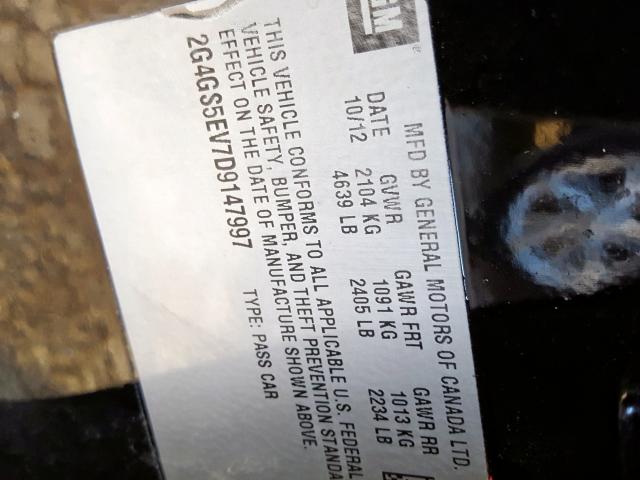 GM
MFD BY GENERAL MOTORS OF CANADA LTD.
DATE GVWR GAWR FRT GAWR RR
10/12 2104 KG 1091 KG 1013 KG
4639 LB 2405 LB 2234 LB
THIS VEHICLE CONFORMS TO ALL APPLICABLE U.S. FEDERAL
VEHICLE SAFETY, BUMPER, AND THEFT PREVENTION STANDA
EFFECT ON THE DATE OF MANUFACTURE SHOWN ABOVE.
2G4GS5EV7D9147997 TYPE: PASS CAR